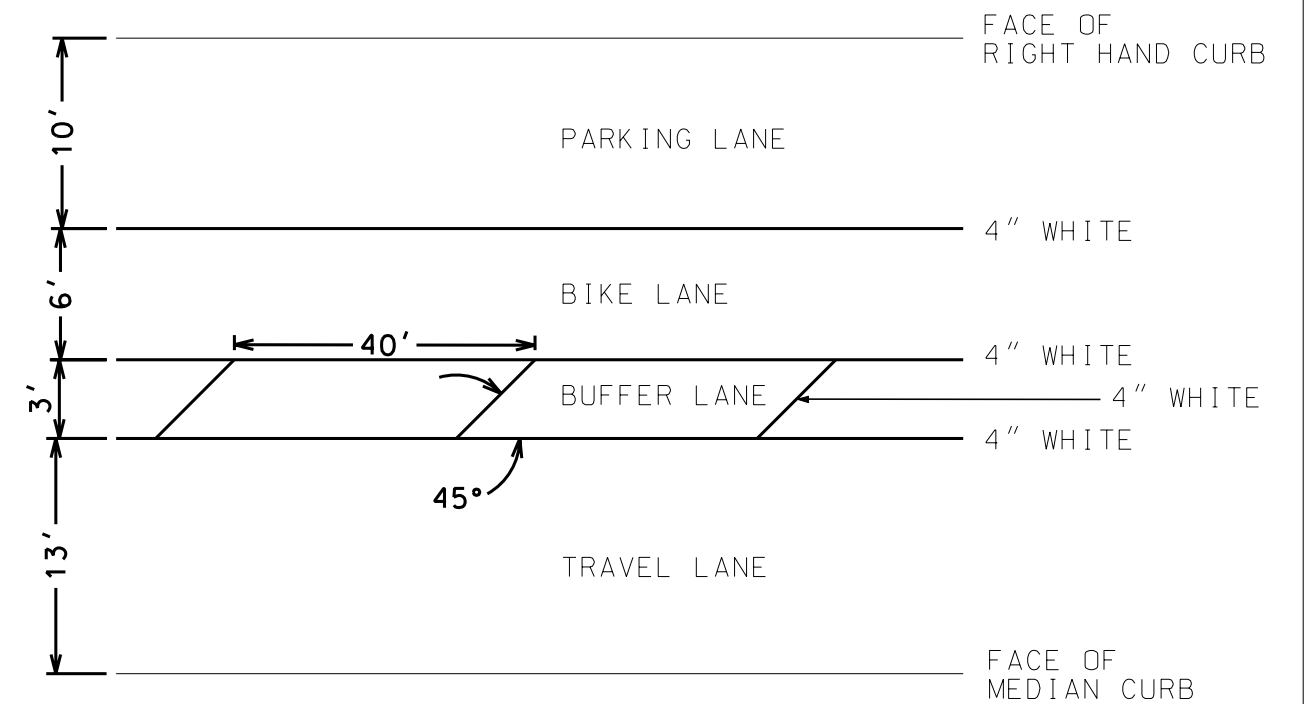 FACE OF
RIGHT HAND CURB
10'
PARKING LANE
4" WHITE
6'
BIKE LANE
40'
4" WHITE
3'
BUFFER LANE
4" WHITE
4" WHITE
45°
13'
TRAVEL LANE
FACE OF
MEDIAN CURB